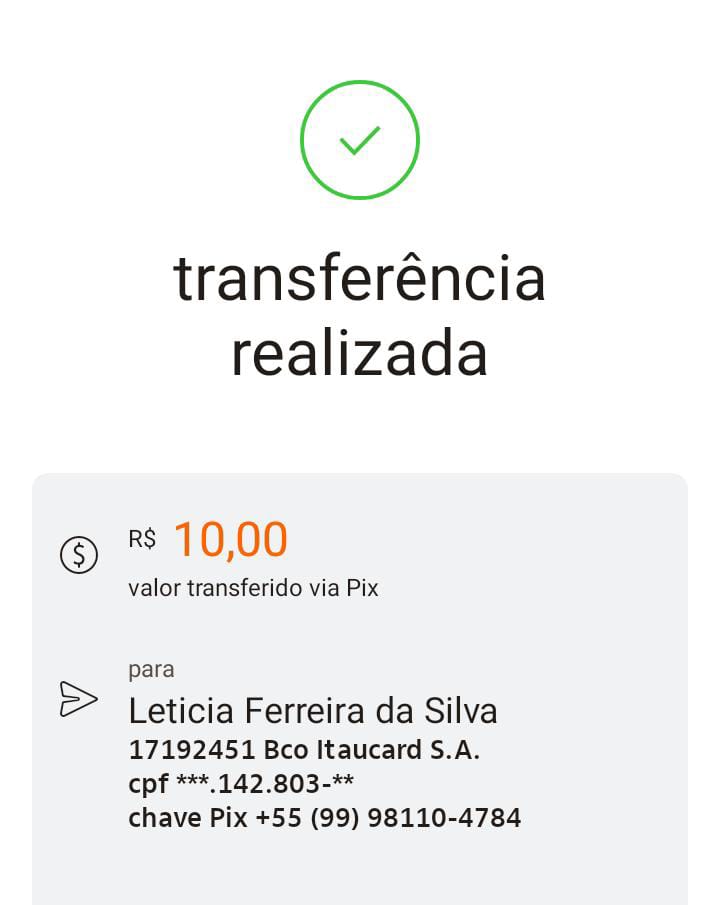 transferência
realizada
R$ 10,00
valor transferido via Pix
para
Leticia Ferreira da Silva
17192451 Bco Itaucard S.A.
cpf ***.142.803-**
chave Pix +55 (99) 98110-4784